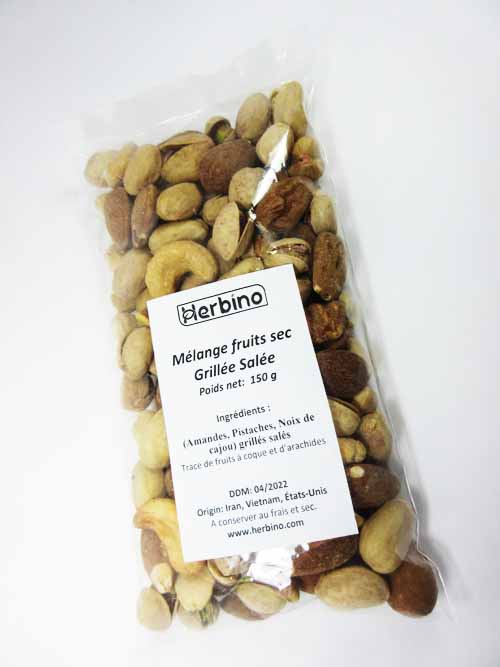 Herbino
Mélange fruits sec
Grillée Salée
Poids net: 150 g
Ingrédients :
(Amandes, Pistaches, Noix de
cajou) grillés salés
Trace de fruits à coque et d'arachides
DDM: 04/2022
Origin: Iran, Vietnam, États-Unis
A conserver au frais et sec.
www.herbino.com